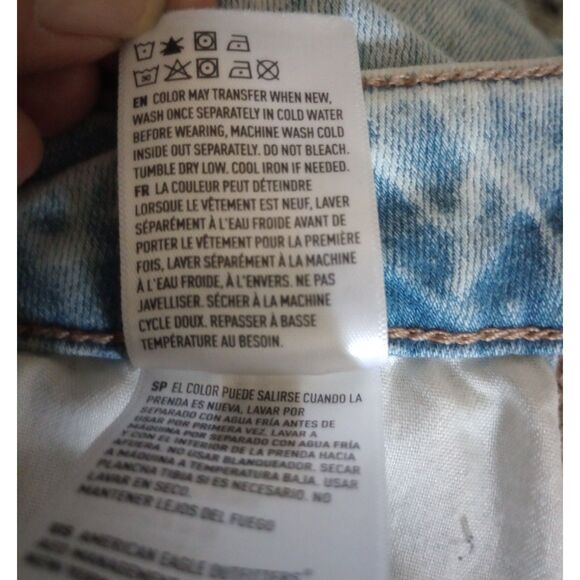 EN COLOR MAY TRANSFER WHEN NEW,
WASH ONCE SEPARATELY IN COLD WATER
BEFORE WEARING, MACHINE WASH COLD
INSIDE OUT SEPARATELY. DO NOT BLEACH.
TUMBLE DRY LOW. COOL IRON IF NEEDED.
FR LA COULEUR PEUT DÉTEINDRE
LORSQUE LE VÊTEMENT EST NEUF, LAVER
SÉPARÉMENT À L'EAU FROIDE AVANT DE
PORTER LE VÊTEMENT POUR LA PREMIÈRE
FOIS, LAVER SÉPARÉMENT À LA MACHINE
À L'EAU FROIDE, À L'ENVERS. NE PAS
JAVELLISER. SÉCHER À LA MACHINE
CYCLE DOUX. REPASSER À BASSE
TEMPÉRATURE AU BESOIN.
SP EL COLOR PUEDE SALIRSE CUANDO LA
PRENDA ES NUEVA, LAVAR POR
SEPARADO CON AGUA FRÍA ANTES DE
USAR POR PRIMERA VEZ. LAVAR A
MÁQUINA POR SEPARADO CON AGUA FRÍA
Y CON EL INTERIOR DE LA PRENDA HACIA
AFUERA. NO USAR BLANQUEADOR. SECAR
A MÁQUINA A TEMPERATURA BAJA. USAR
PLANCHA TIBIA SI ES NECESARIO. NO
LAVAR EN SECO.
MANTENER LEJOS DEL FUEGO
AMERICAN EAGLE OUTFITTERS